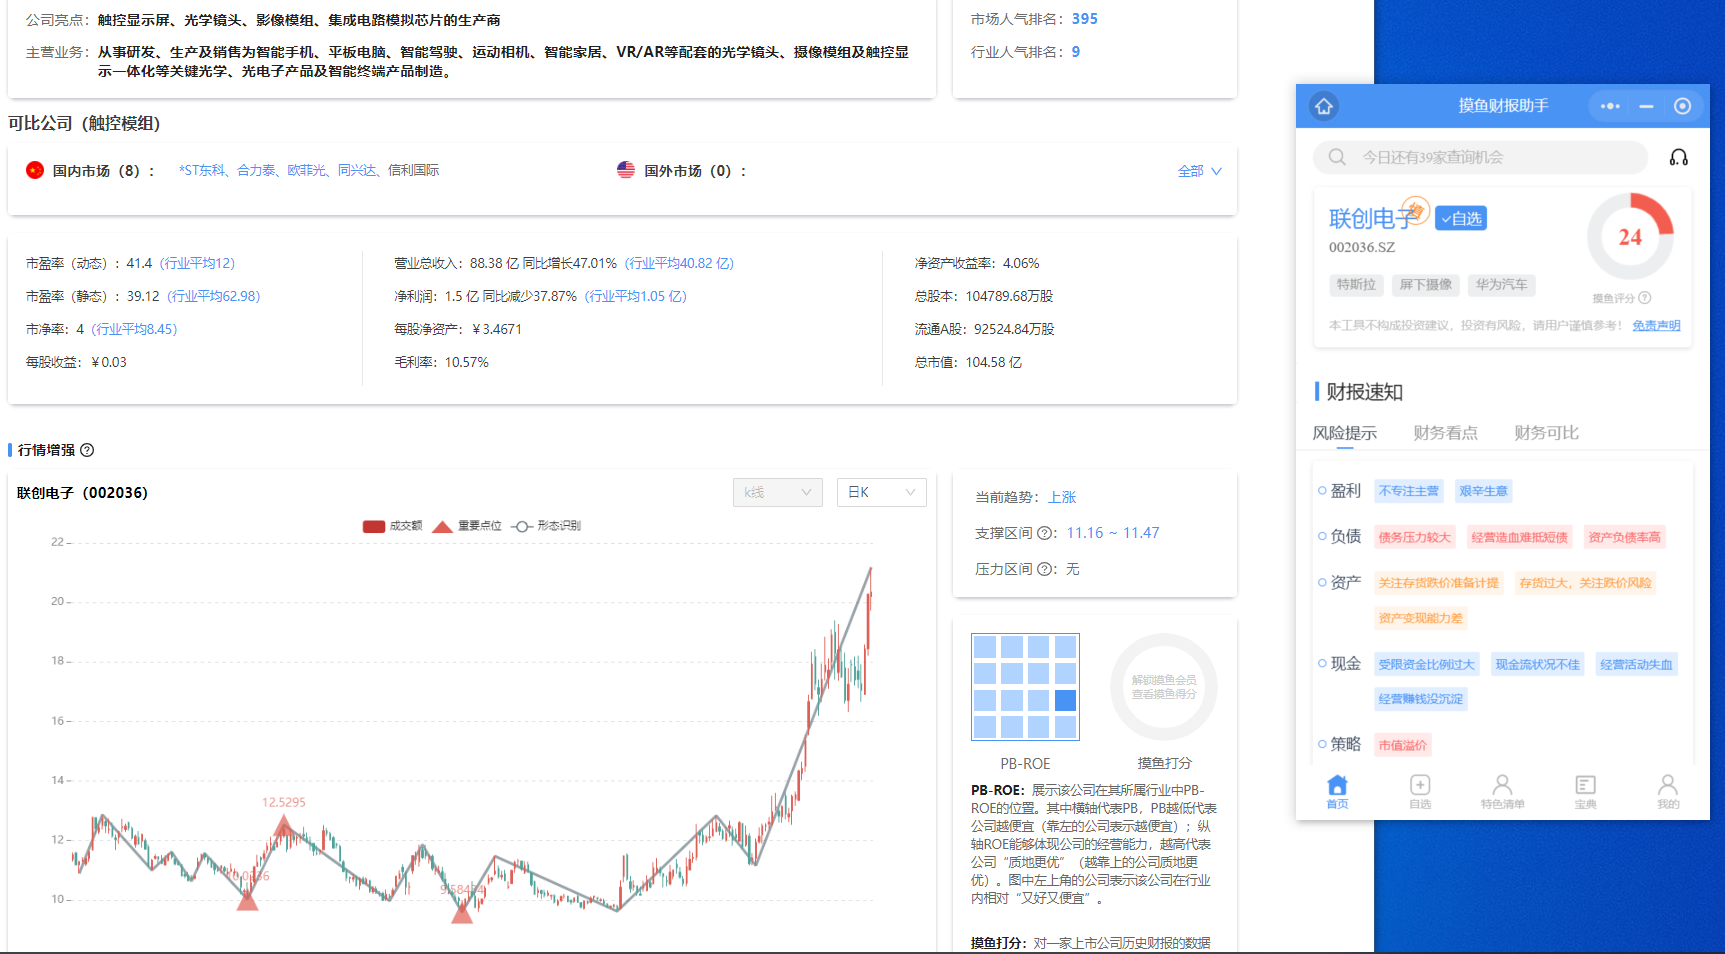 公司亮点：触控显示屏、光学镜头、影像模组、集成电路模拟芯片的生产商
主营业务：从事研发、生产及销售为智能手机、平板电脑、智能驾驶、运动相机、智能家居、VR/AR等配套的光学镜头、摄像模组及触控显
示一体化等关键光学、光电子产品及智能终端产品制造。
市场人气排名：395
行业人气排名：9
可比公司（触控模组）
国内市场（8）：
*ST东科、合力泰、欧菲光、同兴达、信利国际
国外市场（0）：
全部
市盈率（动态）：41.4（行业平均12）
市盈率（静态）：39.12（行业平均62.98）
市净率：4（行业平均8.45）
每股收益：￥0.03
营业总收入：88.38 亿 同比增长47.01%（行业平均40.82 亿）
净利润：1.5 亿 同比减少37.87%（行业平均1.05 亿）
每股净资产：￥3.4671
毛利率：10.57%
净资产收益率：4.06%
总股本：104789.68万股
流通A股：92524.84万股
总市值：104.58 亿
行情增强 ?
联创电子（002036）
k线
日K
成交额 重要点位 形态识别
22
20
18
16
14
12
10
12.5295
当前趋势：上涨
支撑区间 ?：11.16 ~ 11.47
压力区间 ?：无
PB-ROE
解锁摸鱼会员
查看摸鱼得分
摸鱼打分
PB-ROE：展示该公司在其所属行业中PB-
ROE的位置。其中横轴代表PB，PB越低代表
公司越便宜（靠左的公司表示越便宜）；纵
轴ROE能够体现公司的经营能力，越高代表
公司“质地更优”（越靠上的公司质地更
优）。图中左上角的公司表示该公司在行业
内相对“又好又便宜”。
摸鱼打分：对一家上市公司历史财报的数据
摸鱼财报助手
今日还有39家查询机会
联创电子
自选
002036.SZ
特斯拉 屏下摄像 华为汽车
24
摸鱼评分 ?
本工具不构成投资建议，投资有风险，请用户谨慎参考！ 免责声明
财报速知
风险提示 财务看点 财务可比
盈利 不专注主营 艰辛生意
负债 债务压力较大 经营造血难抵短债 资产负债率高
资产 关注存货跌价准备计提 存货过大，关注跌价风险
资产变现能力差
现金 受限资金比例过大 现金流状况不佳 经营活动失血
经营赚钱没沉淀
策略 市值溢价
首页 自选 特色清单 宝典 我的